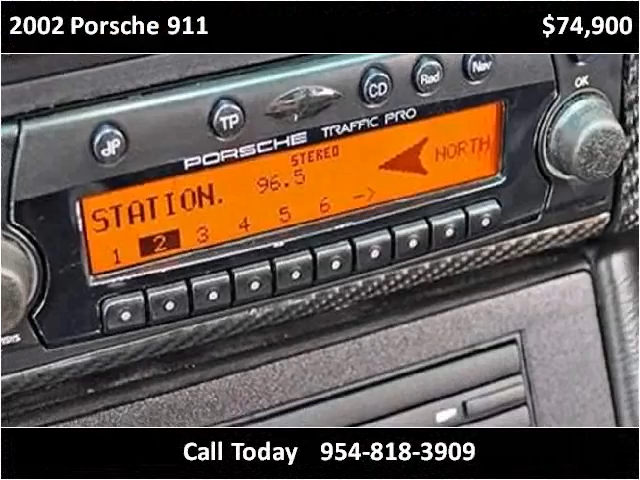 2002 Porsche 911 $74,900
OK
CD Rad Nav
TP
PORSCHE TRAFFIC PRO
STEREO
NORTH
STATION. 96.5
1 2 3 4 5 6 -->
Call Today 954-818-3909